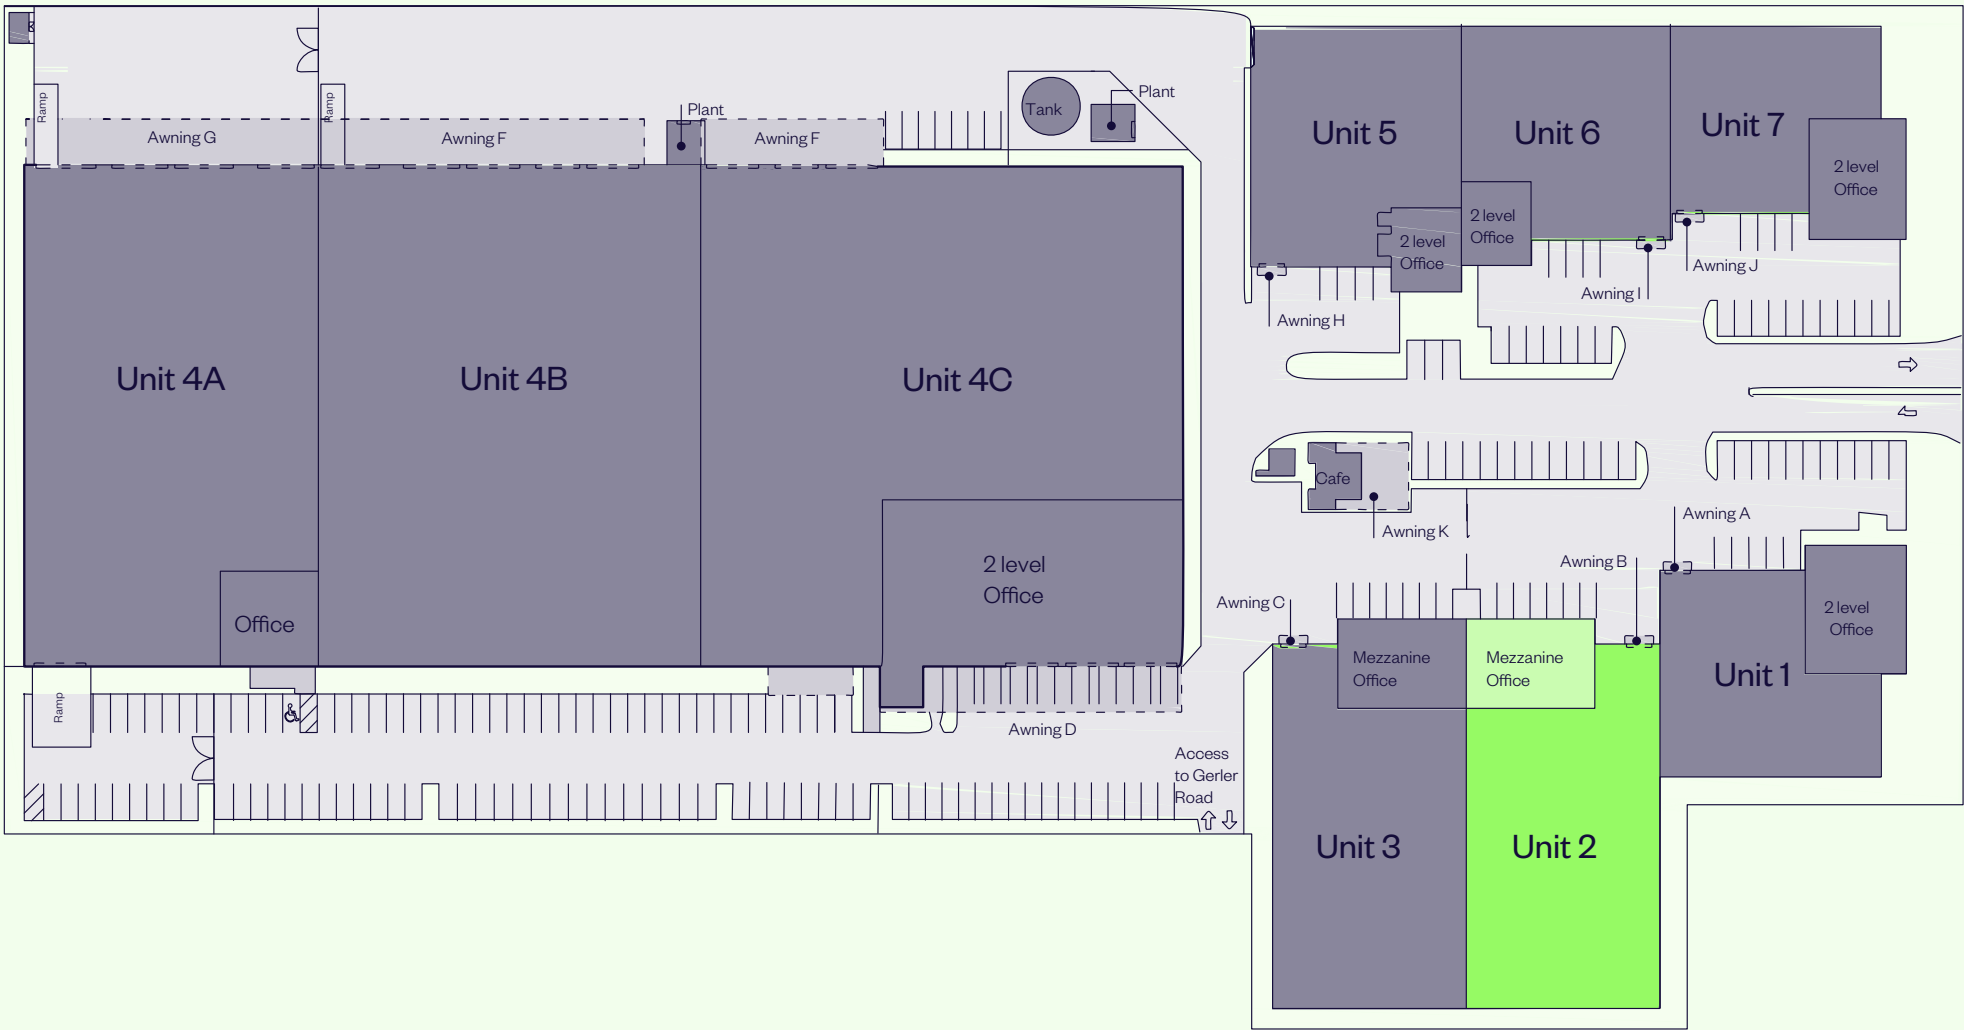 Ramp
Ramp
Awning G
Awning F
Plant
Awning F
Tank
Plant
Unit 5
Unit 6
Unit 7
2 level
Office
2 level
Office
2 level
Office
Awning H
Awning I
Awning J
Unit 4A
Unit 4B
Unit 4C
Cafe
Awning K
Awning A
Awning B
Awning C
2 level
Office
Office
Mezzanine
Office
Mezzanine
Office
2 level
Office
Unit 1
Ramp
Awning D
Access
to Gerler
Road
Unit 3
Unit 2